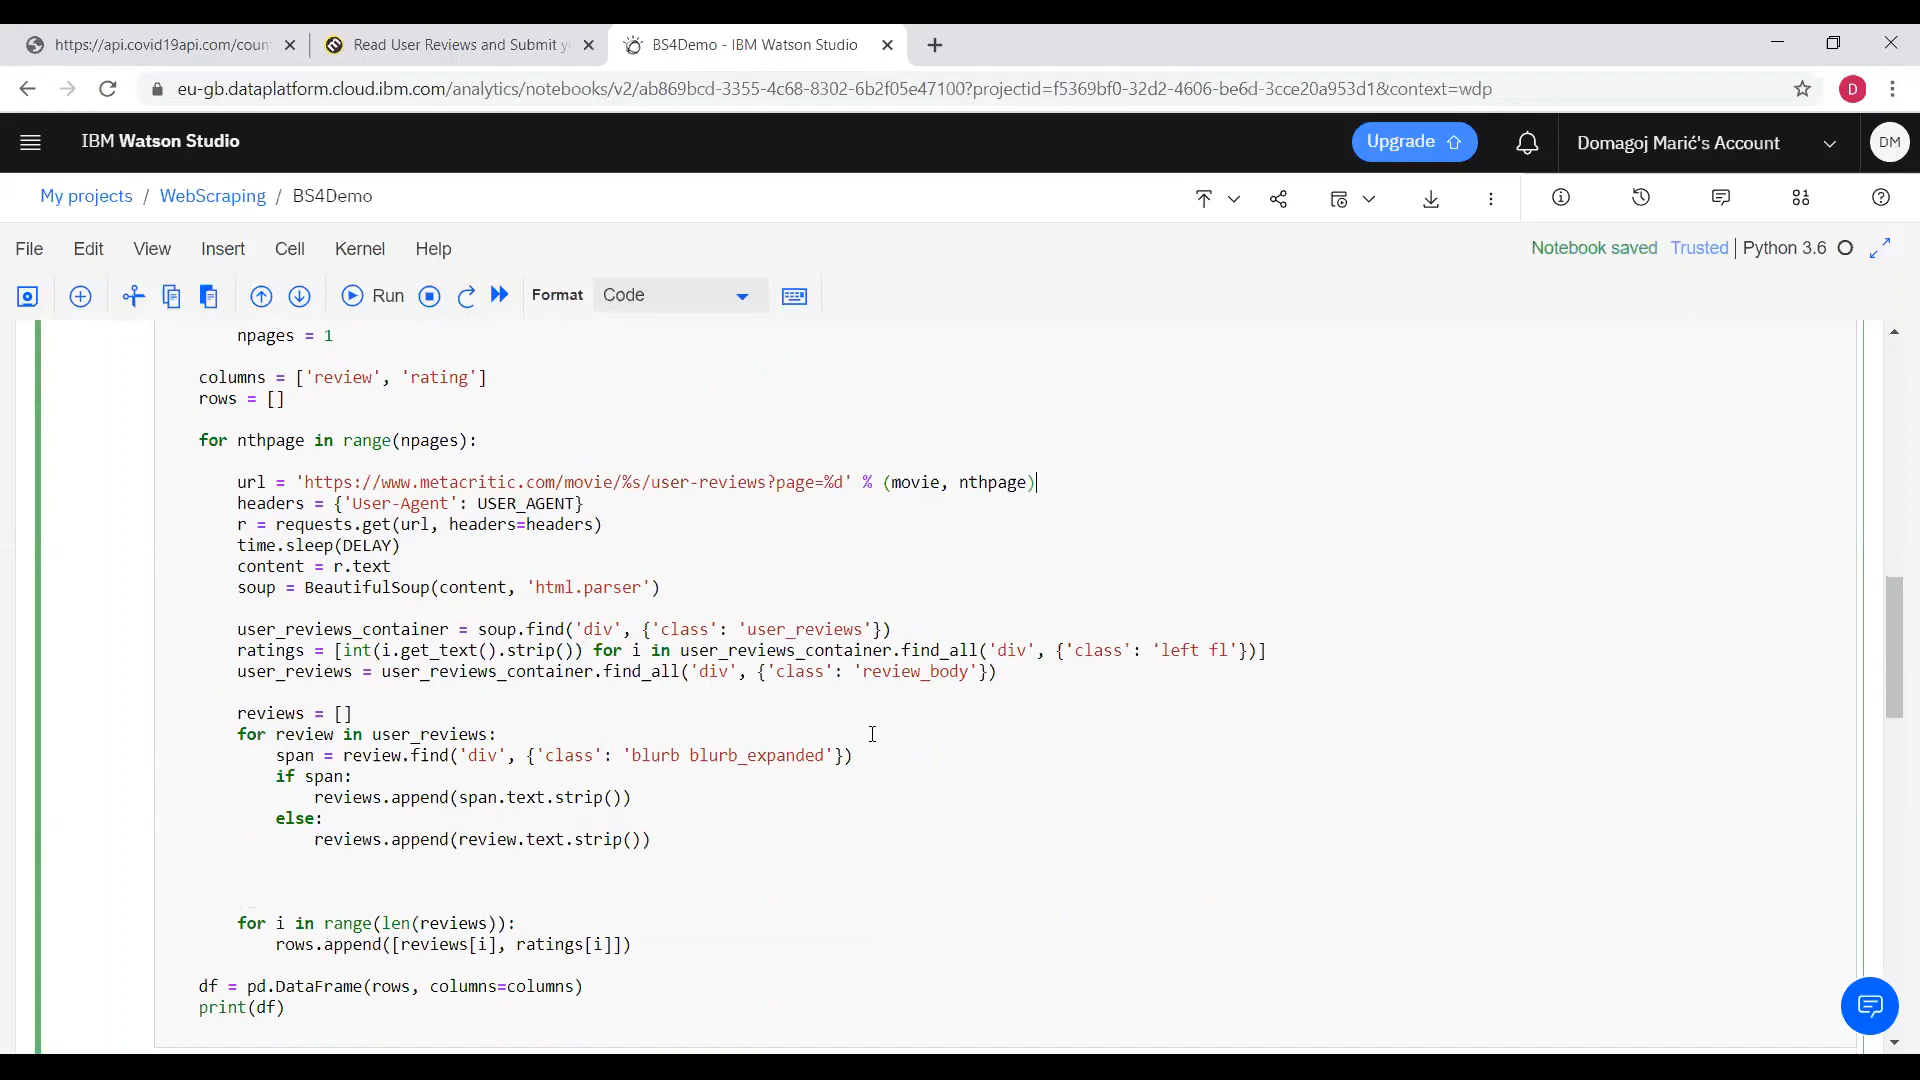 https://api.covid19api.com/coun
Read User Reviews and Submit y
BS4Demo - IBM Watson Studio
eu-gb.dataplatform.cloud.ibm.com/analytics/notebooks/v2/ab869bcd-3355-4c68-8302-6b2f05e47100?projectid=f5369bf0-32d2-4606-be6d-3cce20a953d1&context=wdp
D
IBM Watson Studio
Upgrade
Domagoj Marić's Account
DM
My projects / WebScraping / BS4Demo
File Edit View Insert Cell Kernel Help
Notebook saved Trusted Python 3.6
Run Format Code
npages = 1
columns = ['review', 'rating']
rows = []
for nthpage in range(npages):
url = 'https://www.metacritic.com/movie/%s/user-reviews?page=%d' % (movie, nthpage)
headers = {'User-Agent': USER_AGENT}
r = requests.get(url, headers=headers)
time.sleep(DELAY)
content = r.text
soup = BeautifulSoup(content, 'html.parser')
user_reviews_container = soup.find('div', {'class': 'user_reviews'})
ratings = [int(i.get_text().strip()) for i in user_reviews_container.find_all('div', {'class': 'left fl'})]
user_reviews = user_reviews_container.find_all('div', {'class': 'review_body'})
reviews = []
for review in user_reviews:
span = review.find('div', {'class': 'blurb blurb_expanded'})
if span:
reviews.append(span.text.strip())
else:
reviews.append(review.text.strip())
for i in range(len(reviews)):
rows.append([reviews[i], ratings[i]])
df = pd.DataFrame(rows, columns=columns)
print(df)